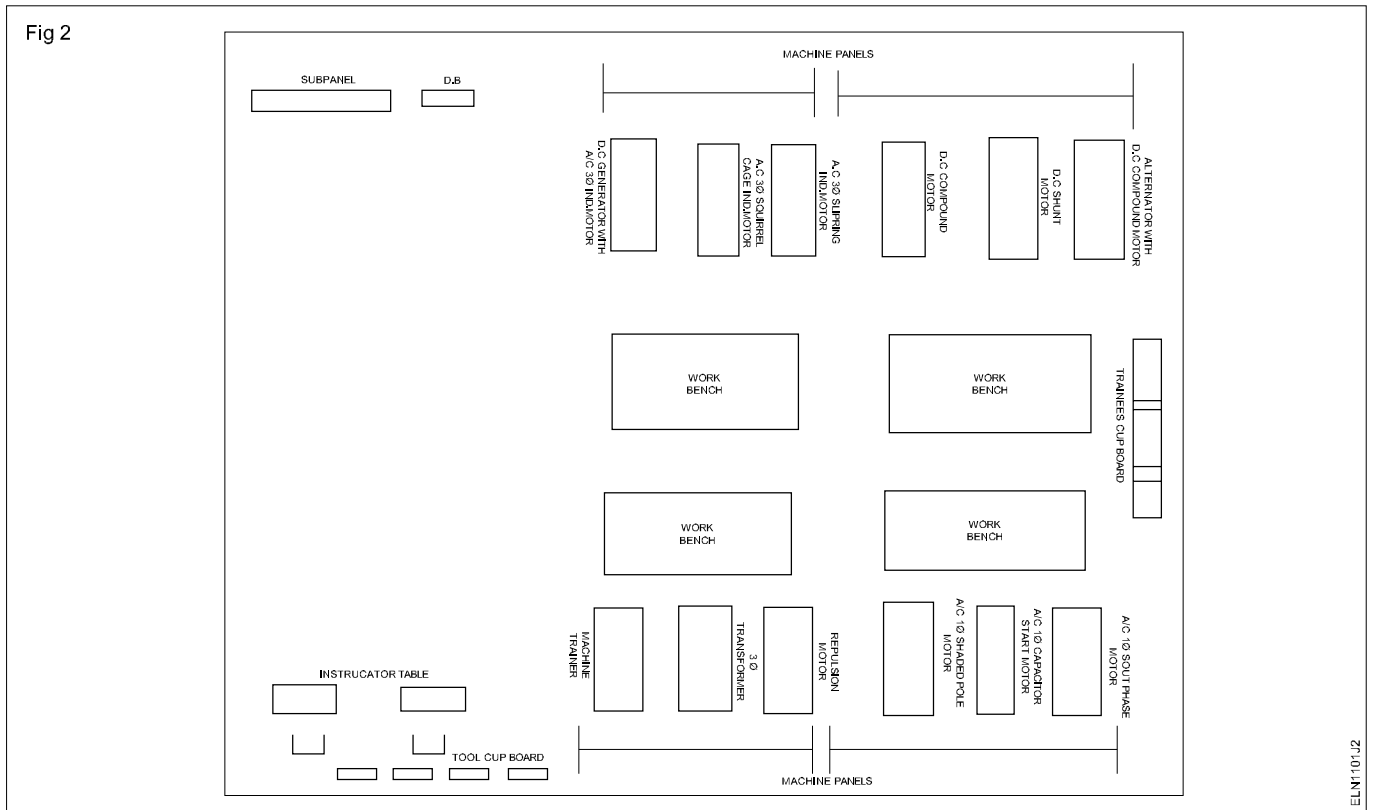 Fig 2
MACHINE PANELS
SUBPANEL
D.B
D.C GENERATOR WITH
A/C 3Ø IND.MOTOR
A.C 3Ø SQUIRREL
CAGE IND.MOTOR
A.C 3Ø SLIPRING
IND.MOTOR
D.C COMPOUND
MOTOR
D.C SHUNT
MOTOR
ALTERNATOR WITH
D.C COMPOUND MOTOR
WORK
BENCH
WORK
BENCH
TRAINEES CUP BOARD
WORK
BENCH
WORK
BENCH
MACHINE
TRAINER
3 Ø
TRANSFORMER
REPULSION
MOTOR
A/C 1Ø SHADED POLE
MOTOR
A/C 1Ø CAPACITOR
START MOTOR
A/C 1Ø SOUT PHASE
MOTOR
INSTRUCATOR TABLE
TOOL CUP BOARD
MACHINE PANELS
ELN1101J2